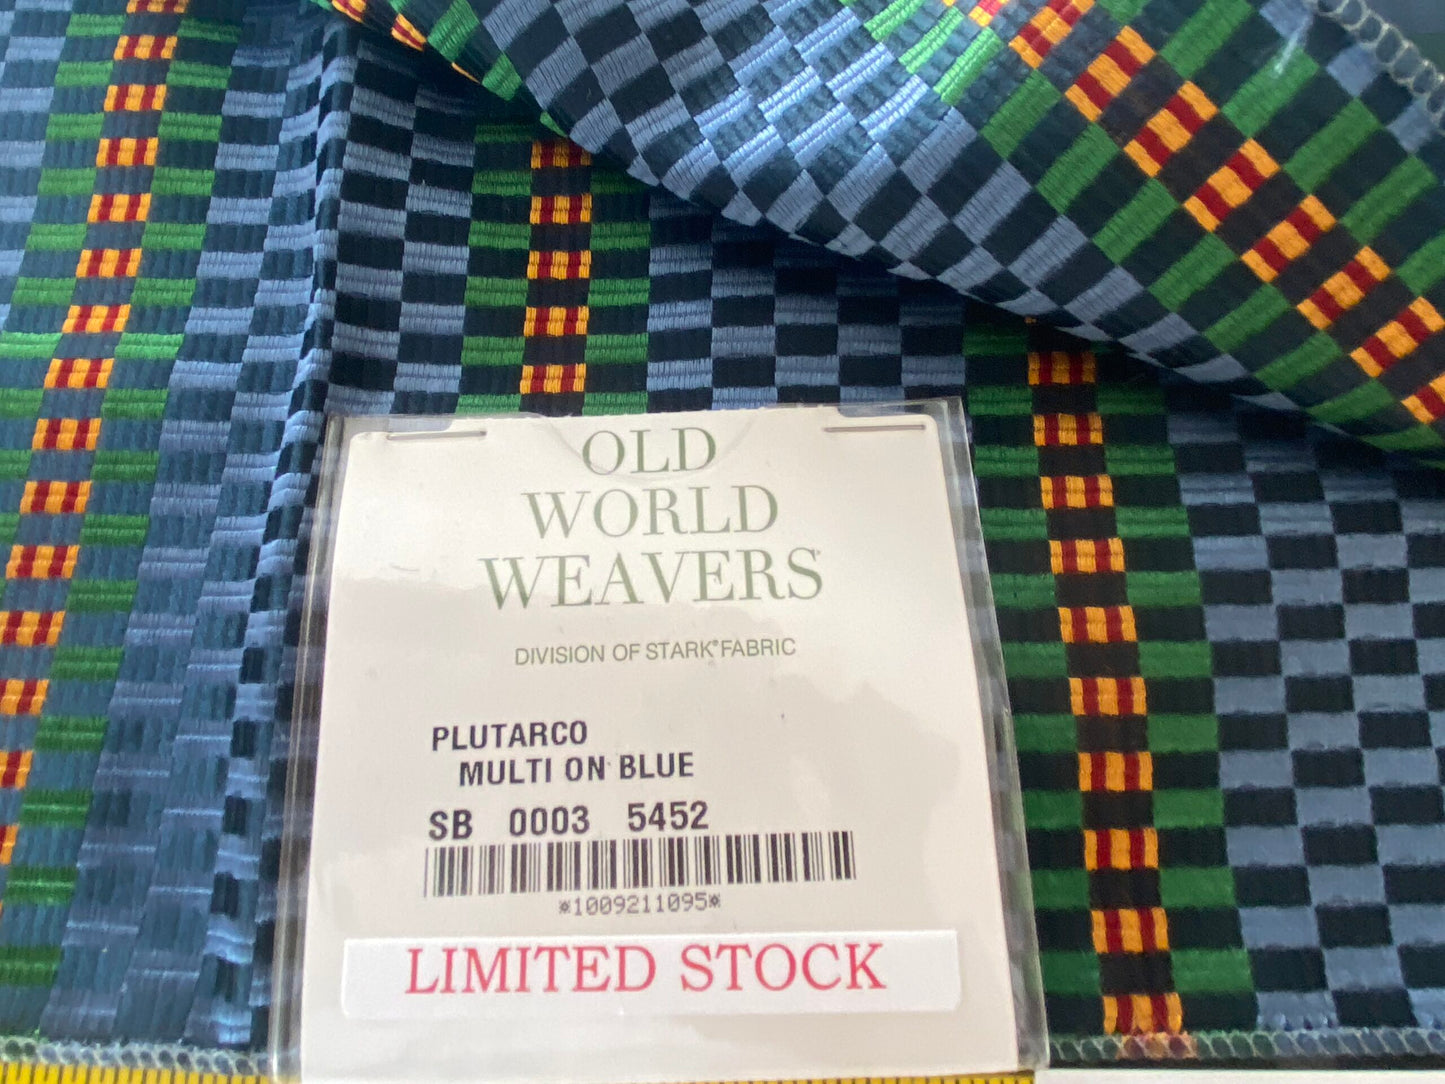 OLD
WORLD
WEAVERS®
DIVISION OF STARK® FABRIC
PLUTARCO
MULTI ON BLUE
SB 0003 5452
*1009211095*
LIMITED STOCK